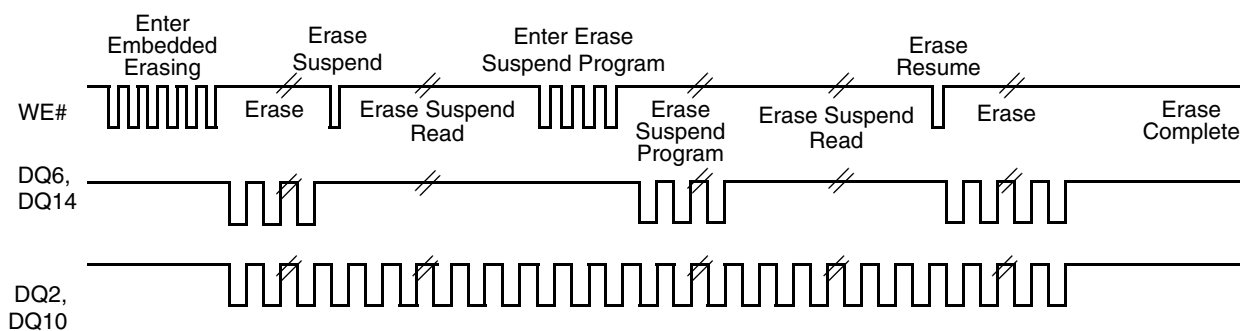 Enter
Embedded
Erasing
Erase
Suspend
Enter Erase
Suspend Program
Erase
Resume
WE#
Erase
Erase Suspend
Read
Erase
Suspend
Program
Erase Suspend
Read
Erase
Erase
Complete
DQ6,
DQ14
DQ2,
DQ10